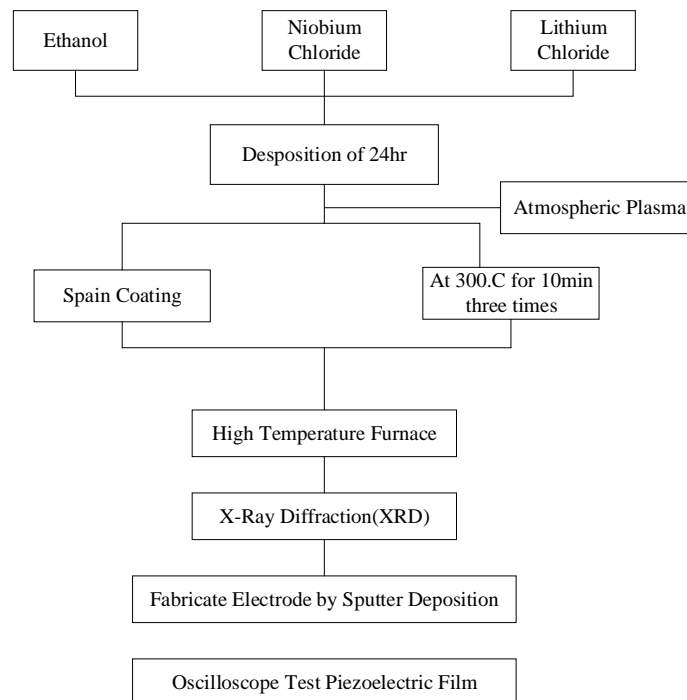 Ethanol
Niobium
Chloride
Lithium
Chloride
Desposition of 24hr
Atmospheric Plasma
Spain Coating
At 300.C for 10min
three times
High Temperature Furnace
X-Ray Diffraction(XRD)
Fabricate Electrode by Sputter Deposition
Oscilloscope Test Piezoelectric Film